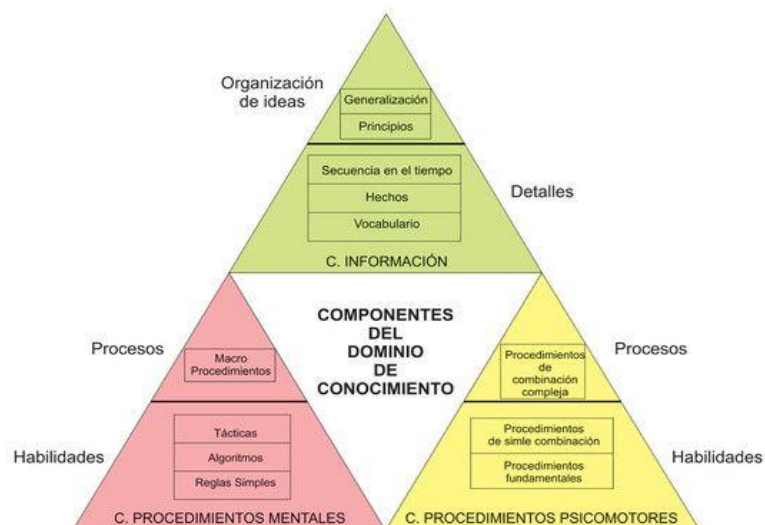 Organización
de ideas
Generalización
Principios
Secuencia en el tiempo
Hechos
Vocabulario
Detalles
C. INFORMACIÓN
COMPONENTES
DEL
DOMINIO
DE
CONOCIMIENTO
Procesos
Macro
Procedimientos
Habilidades
Tácticas
Algoritmos
Reglas Simples
C. PROCEDIMIENTOS MENTALES
Procedimientos
de
combinación
compleja
Procesos
Procedimientos
de simle combinación
Procedimientos
fundamentales
Habilidades
C. PROCEDIMIENTOS PSICOMOTORES